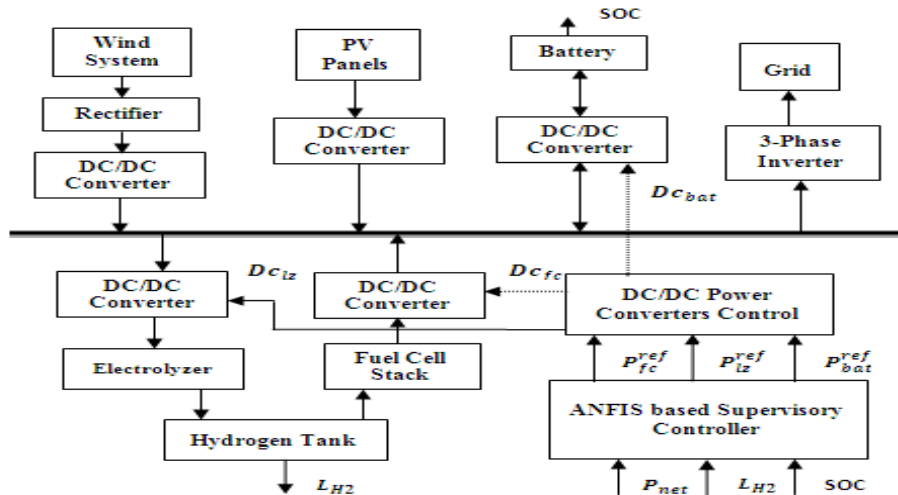 SOC
Wind
System
PV
Panels
Battery
Grid
Rectifier
DC/DC
Converter
DC/DC
Converter
DC/DC
Converter
3-Phase
Inverter
Dc_bat
Dc_lz
Dc_fc
DC/DC
Converter
DC/DC
Converter
DC/DC Power
Converters Control
Electrolyzer
Fuel Cell
Stack
P_fc^ref
P_lz^ref
P_bat^ref
ANFIS based Supervisory
Controller
Hydrogen Tank
L_H2
P_net
L_H2
SOC